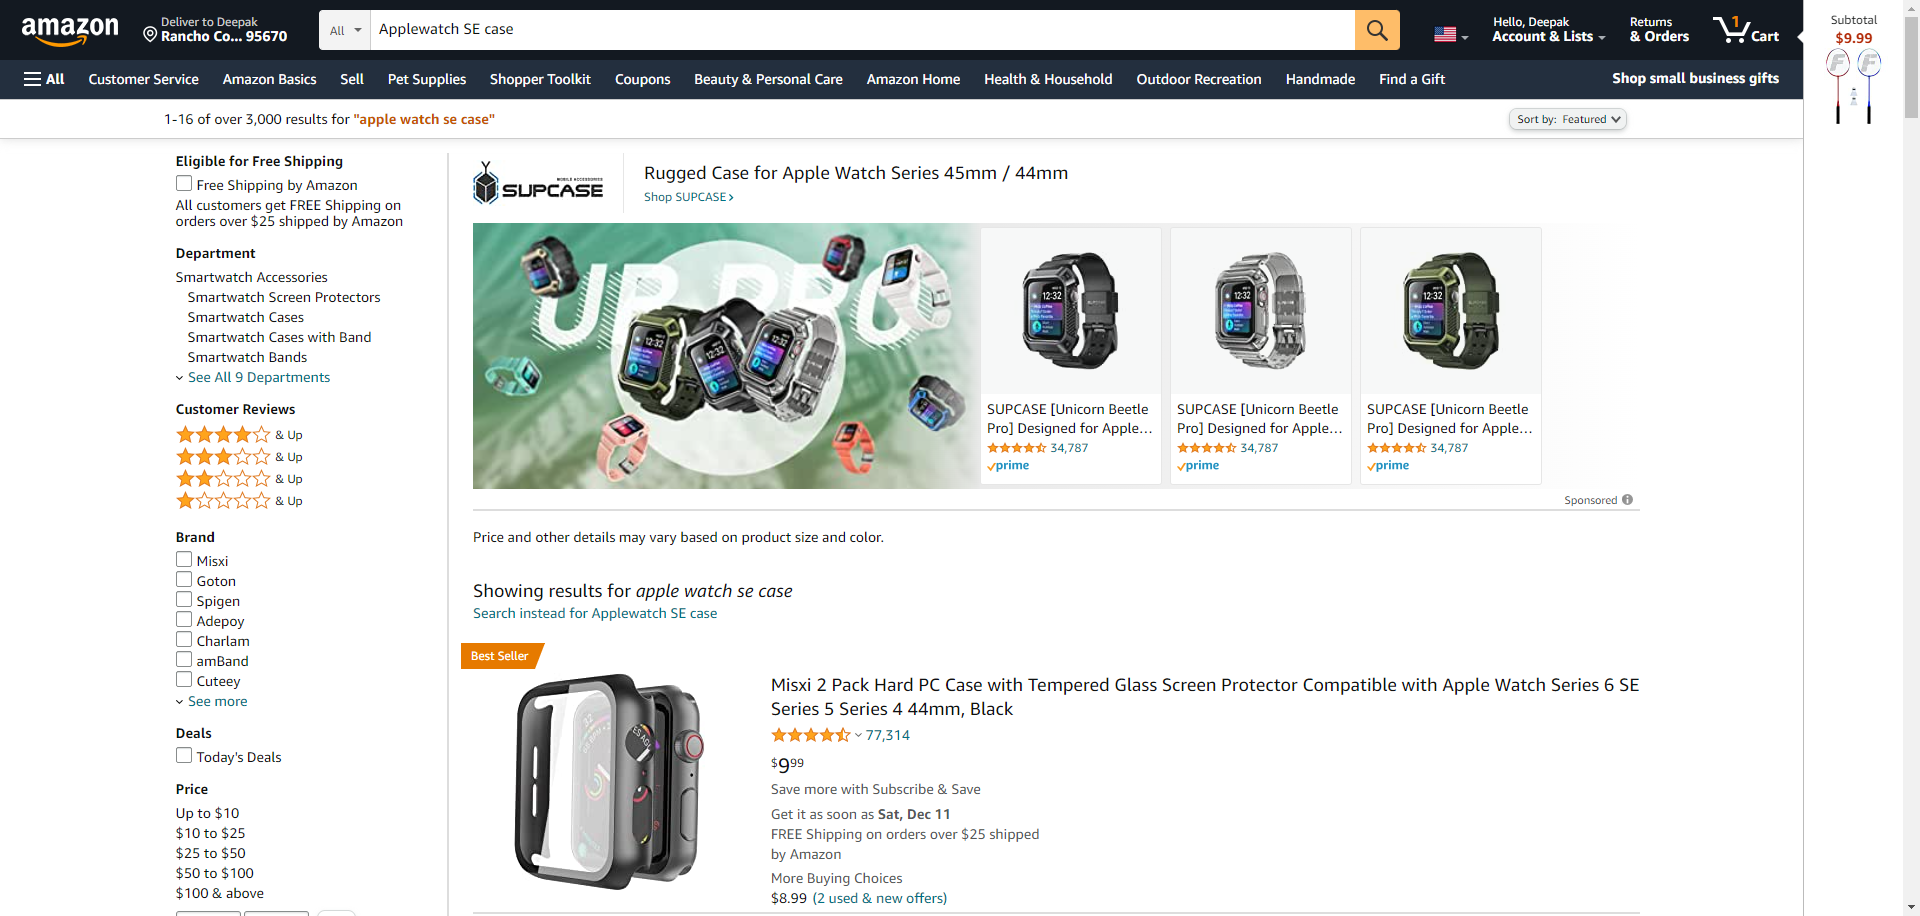 amazon
Deliver to Deepak
Rancho Co... 95670
All
Applewatch SE case
Hello, Deepak
Account & Lists
Returns
& Orders
1
Cart
Subtotal
$9.99
All
Customer Service
Amazon Basics
Sell
Pet Supplies
Shopper Toolkit
Coupons
Beauty & Personal Care
Amazon Home
Health & Household
Outdoor Recreation
Handmade
Find a Gift
Shop small business gifts
1-16 of over 3,000 results for "apple watch se case"
Sort by: Featured
Eligible for Free Shipping
Free Shipping by Amazon
All customers get FREE Shipping on
orders over $25 shipped by Amazon
Department
Smartwatch Accessories
Smartwatch Screen Protectors
Smartwatch Cases
Smartwatch Cases with Band
Smartwatch Bands
See All 9 Departments
Customer Reviews
& Up
& Up
& Up
& Up
Brand
Misxi
Goton
Spigen
Adepoy
Charlam
amBand
Cuteey
See more
Deals
Today's Deals
Price
Up to $10
$10 to $25
$25 to $50
$50 to $100
$100 & above
MOBILE ACCESSORIES
SUPCASE
Rugged Case for Apple Watch Series 45mm / 44mm
Shop SUPCASE
UB PRO
12:32
12:32
12:32
SUPCASE [Unicorn Beetle
Pro] Designed for Apple...
34,787
prime
SUPCASE [Unicorn Beetle
Pro] Designed for Apple...
34,787
prime
SUPCASE [Unicorn Beetle
Pro] Designed for Apple...
34,787
prime
Sponsored
Price and other details may vary based on product size and color.
Showing results for apple watch se case
Search instead for Applewatch SE case
Best Seller
Misxi 2 Pack Hard PC Case with Tempered Glass Screen Protector Compatible with Apple Watch Series 6 SE
Series 5 Series 4 44mm, Black
77,314
$9.99
Save more with Subscribe & Save
Get it as soon as Sat, Dec 11
FREE Shipping on orders over $25 shipped
by Amazon
More Buying Choices
$8.99 (2 used & new offers)